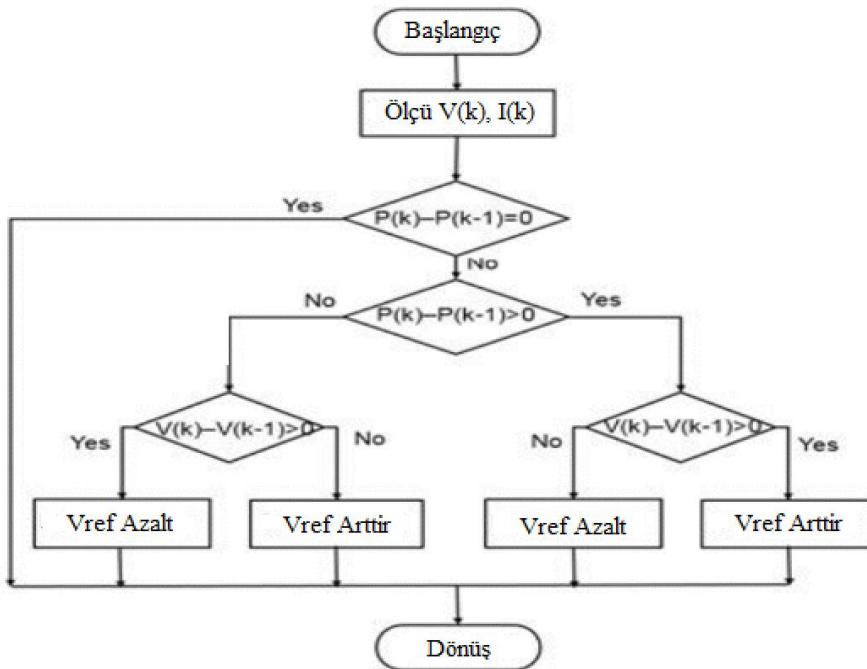 Başlangıç
Ölçü V(k), I(k)
Yes
P(k)–P(k-1)=0
No
No
P(k)–P(k-1)>0
Yes
V(k)–V(k-1)>0
V(k)–V(k-1)>0
Yes
No
No
Yes
Vref Azalt
Vref Arttir
Vref Azalt
Vref Arttir
Dönüş